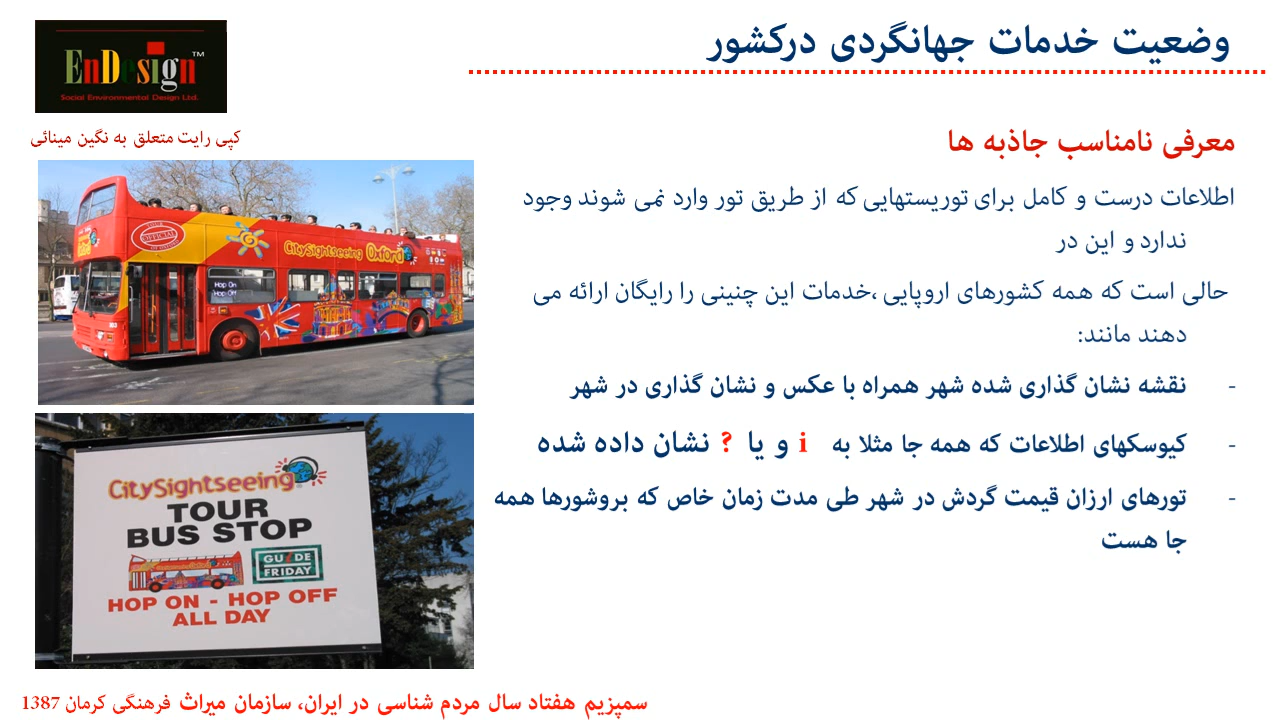 وضعیت خدمات جهانگردی درکشور
EnDesign™
Social Environmental Design Ltd.
کپی رایت متعلق به نگین مینائی
معرفی نامناسب جاذبه ها
اطلاعات درست و کامل برای توریستهایی که از طریق تور وارد نمی شوند وجود
ندارد و این در
حالی است که همه کشورهای اروپایی ،خدمات این چنینی را رایگان ارائه می
دهند مانند:
- نقشه نشان گذاری شده شهر همراه با عکس و نشان گذاری در شهر
- کیوسکهای اطلاعات که همه جا مثلا به i و یا ? نشان داده شده
- تورهای ارزان قیمت گردش در شهر طی مدت زمان خاص که بروشورها همه
جا هست
OFFICIAL
CitySightseeing Oxford
Hop On
Hop-Off
CitySightseeing
TOUR
BUS STOP
GUIDE
FRIDAY
HOP ON - HOP OFF
ALL DAY
سمپزیم هفتاد سال مردم شناسی در ایران، سازمان میراث فرهنگی کرمان 1387